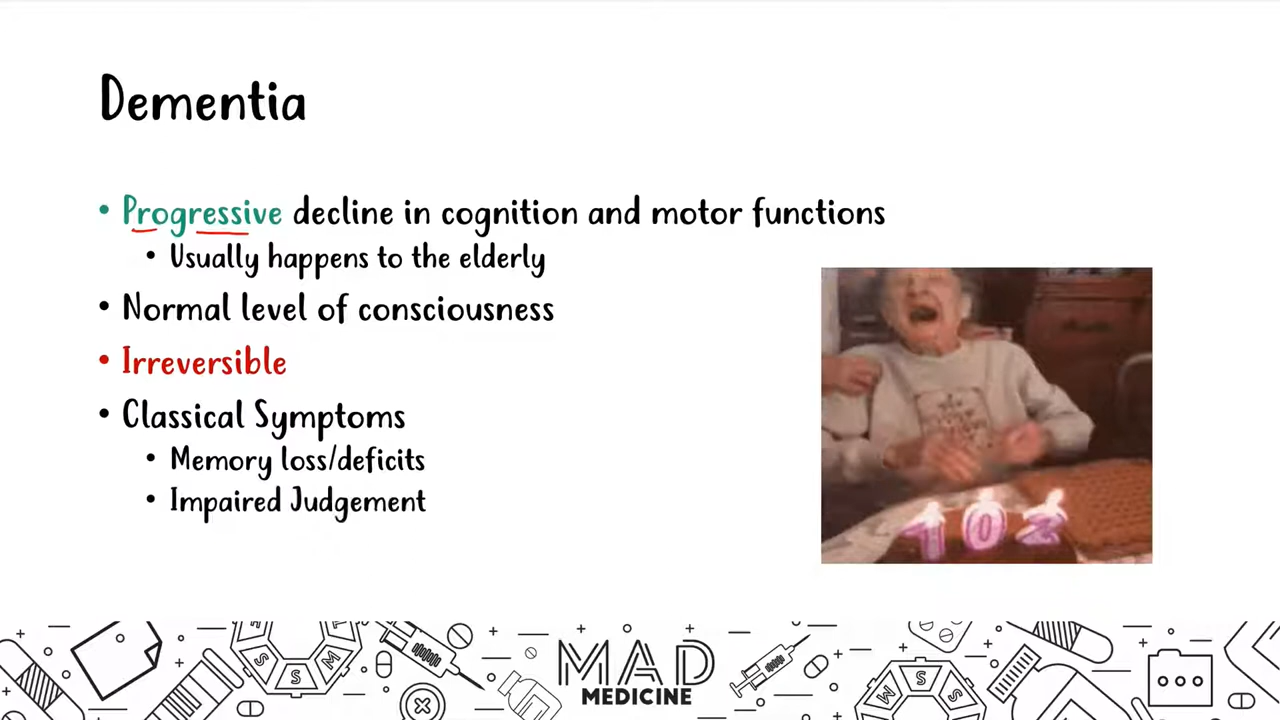 Dementia
• Progressive decline in cognition and motor functions
• Usually happens to the elderly
• Normal level of consciousness
• Irreversible
• Classical Symptoms
• Memory loss/deficits
• Impaired Judgement
102
MAD
MEDICINE